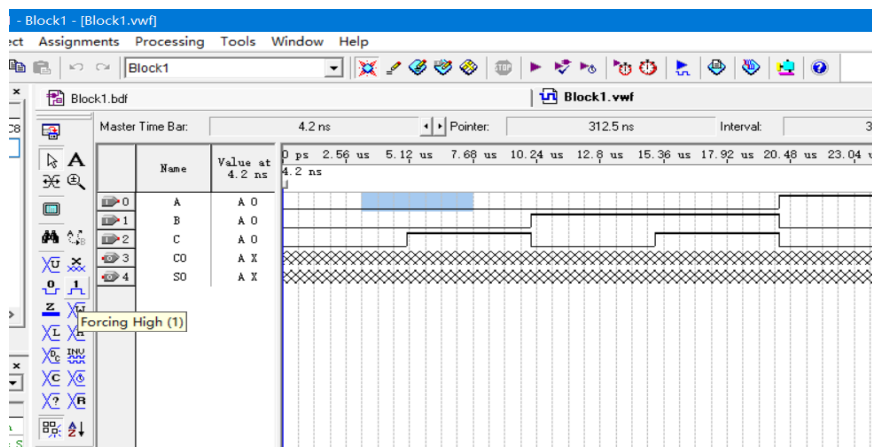 - Block1 - [Block1.vwf]
Assignments Processing Tools Window Help
Block1
STOP
Block1.bdf
Block1.vwf
Master Time Bar: 4.2 ns Pointer: 312.5 ns Interval: 3
Name
Value at
4.2 ns
0 ps 2.56 us 5.12 us 7.68 us 10.24 us 12.8 us 15.36 us 17.92 us 20.48 us 23.04
4.2 ns
0 A A 0
1 B A 0
2 C A 0
3 CO A X
4 SO A X
Forcing High (1)